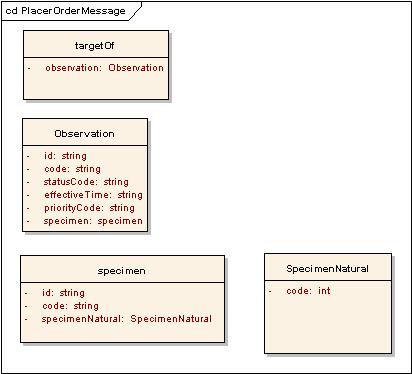 cd PlacerOrderMessage
targetOf
- observation: Observation
Observation
- id: string
- code: string
- statusCode: string
- effectiveTime: string
- priorityCode: string
- specimen: specimen
specimen
- id: string
- code: string
- specimenNatural: SpecimenNatural
SpecimenNatural
- code: int